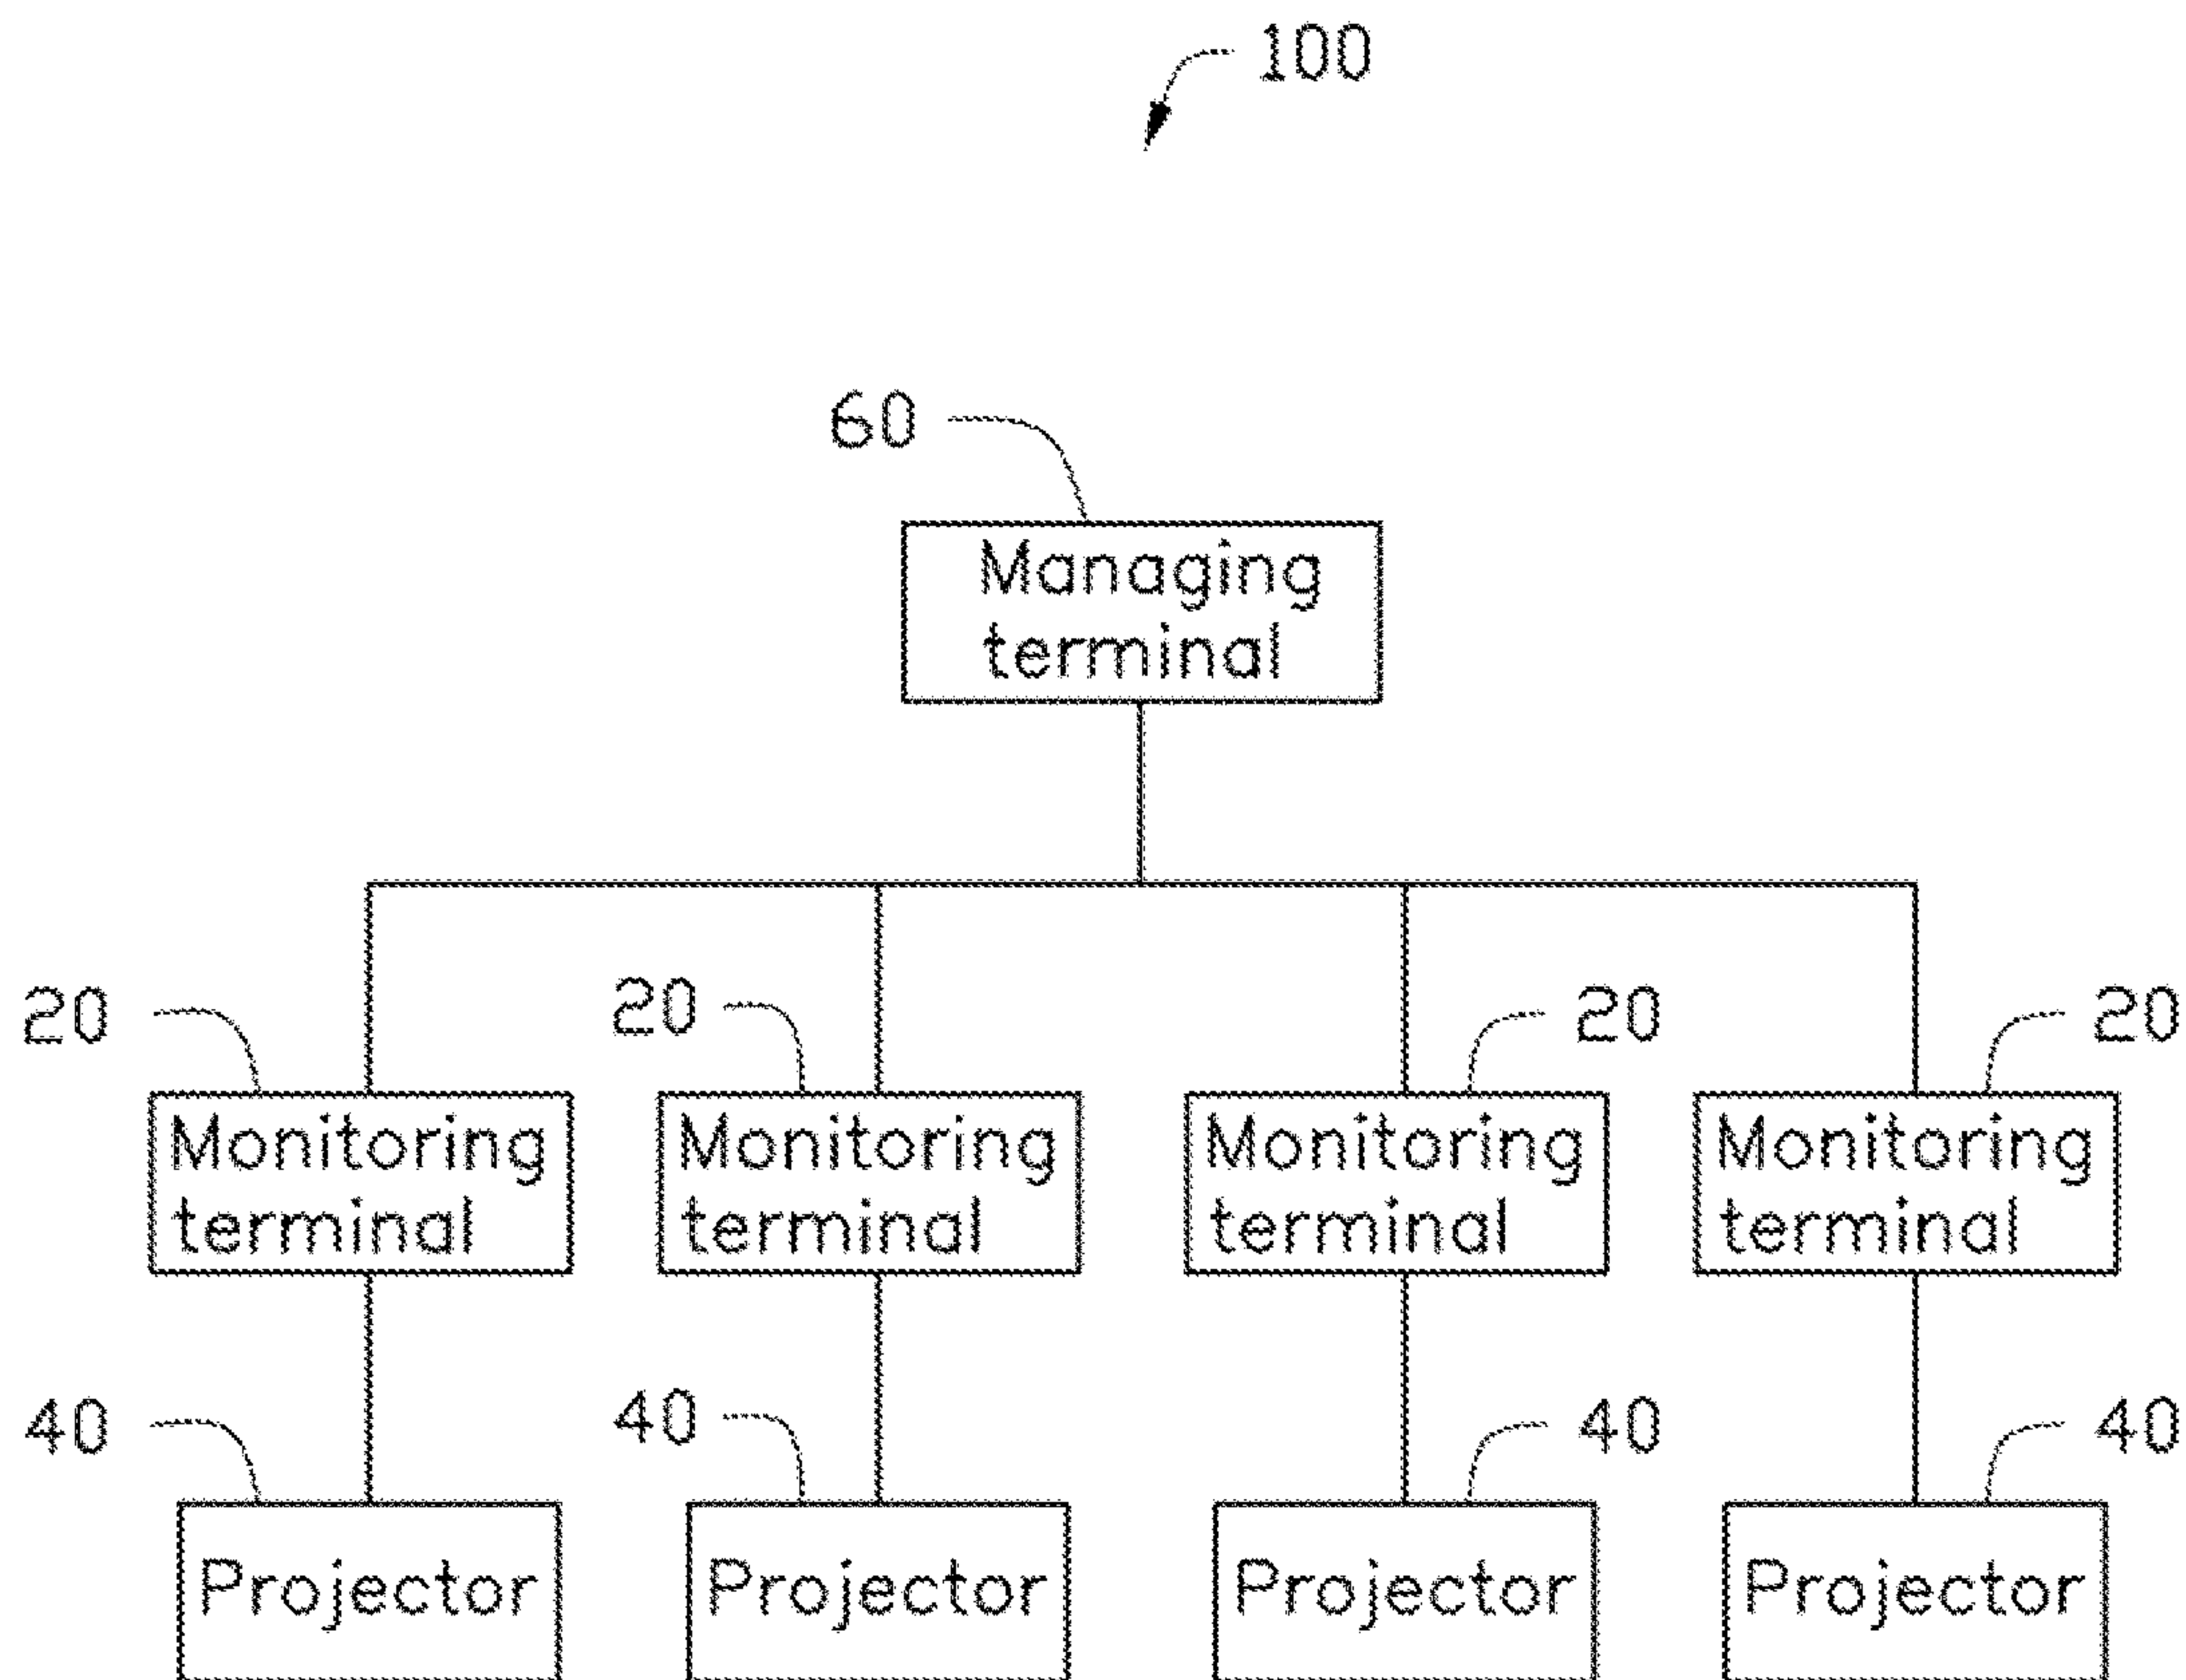 100
60
Managing
terminal
20 20 20 20
Monitoring Monitoring Monitoring Monitoring
terminal terminal terminal terminal
40 40 40 40
Projector Projector Projector Projector